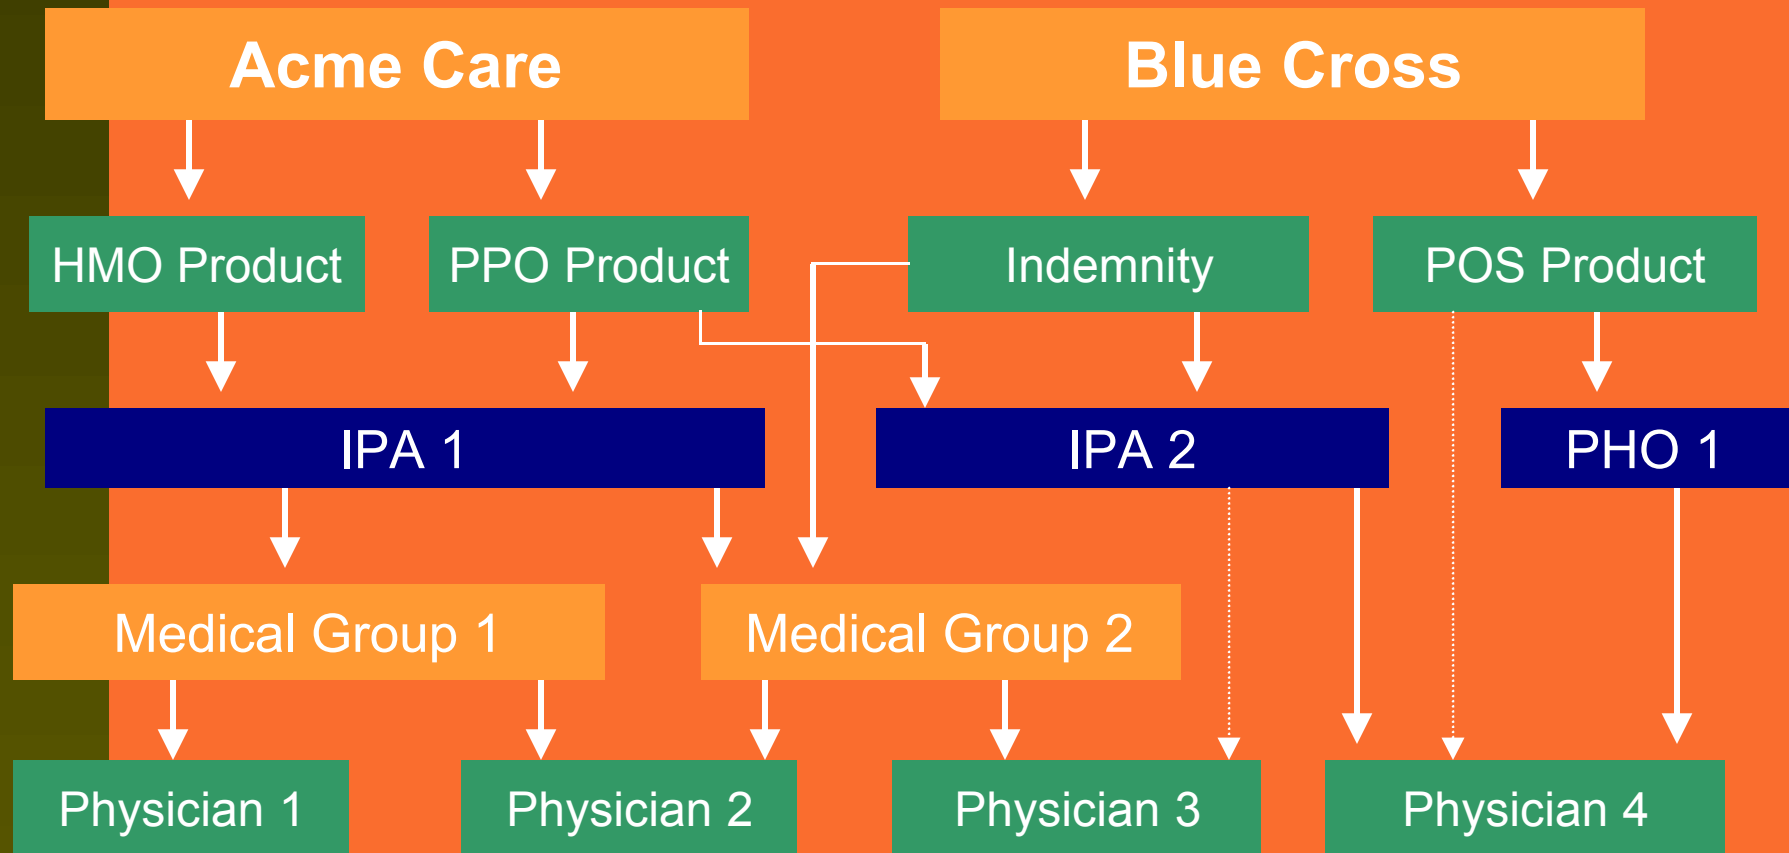 Acme Care
Blue Cross
HMO Product
PPO Product
Indemnity
POS Product
IPA 1
IPA 2
PHO 1
Medical Group 1
Medical Group 2
Physician 1
Physician 2
Physician 3
Physician 4